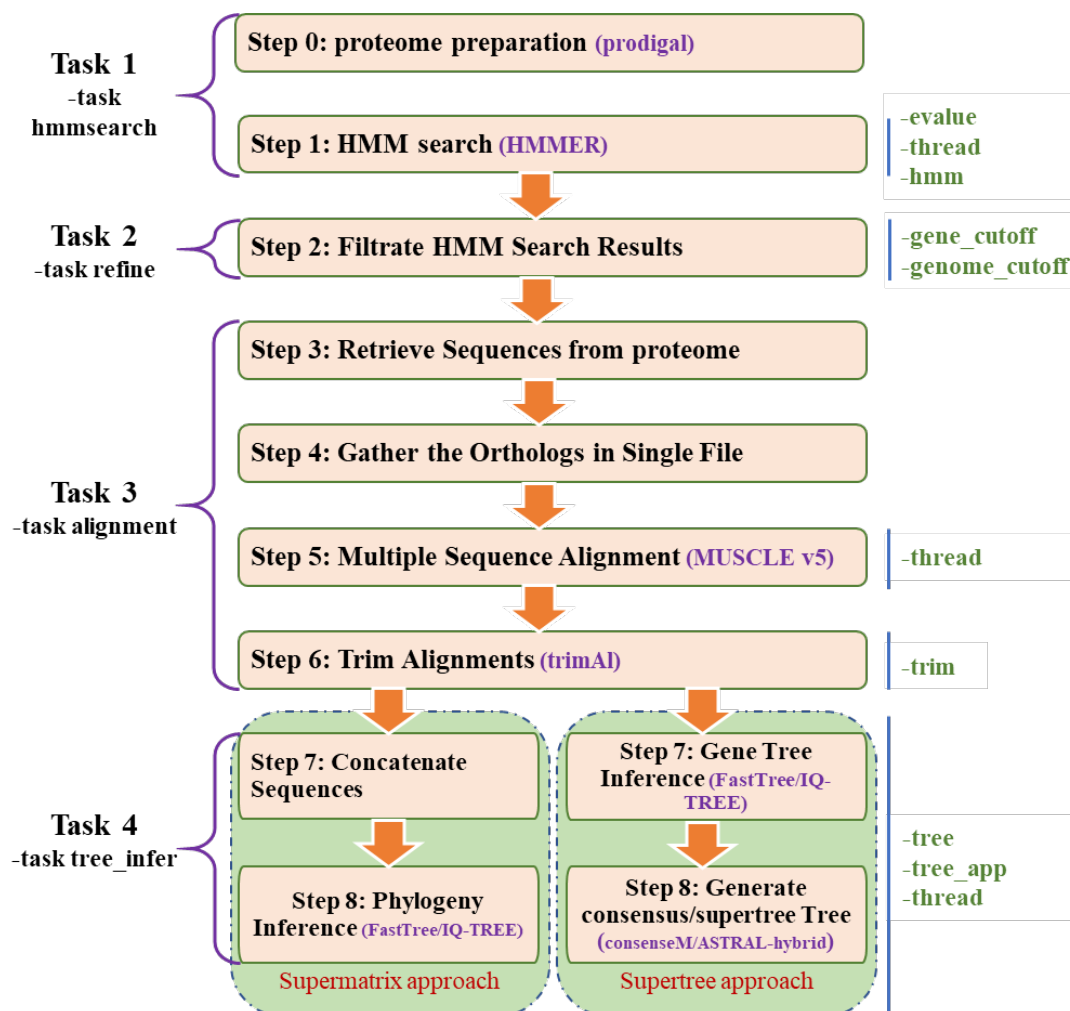 Step 0: proteome preparation (prodigal)
Task 1
-task
hmmsearch
Step 1: HMM search (HMMER)
-evalue
-thread
-hmm
Task 2
-task refine
Step 2: Filtrate HMM Search Results
-gene_cutoff
-genome_cutoff
Step 3: Retrieve Sequences from proteome
Step 4: Gather the Orthologs in Single File
Task 3
-task alignment
Step 5: Multiple Sequence Alignment (MUSCLE v5)
-thread
Step 6: Trim Alignments (trimAl)
-trim
Task 4
-task tree_infer
Step 7: Concatenate
Sequences
Step 8: Phylogeny
Inference (FastTree/IQ-TREE)
Supermatrix approach
Step 7: Gene Tree
Inference (FastTree/IQ-
TREE)
Step 8: Generate
consensus/supertree Tree
(consenseM/ASTRAL-hybrid)
Supertree approach
-tree
-tree_app
-thread